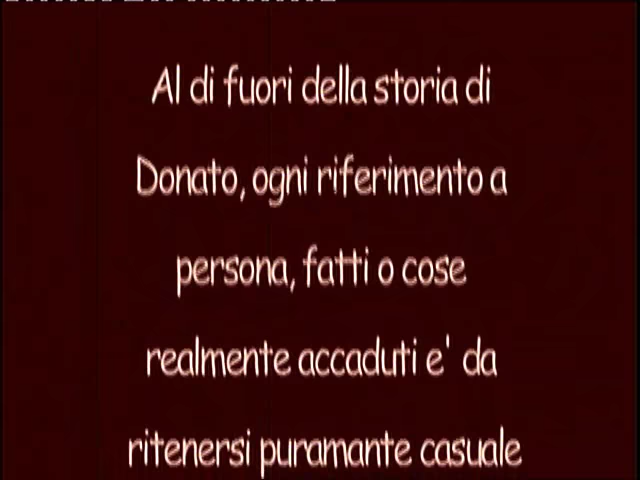 Al di fuori della storia di
Donato, ogni riferimento a
persona, fatti o cose
realmente accaduti e' da
ritenersi puramante casuale